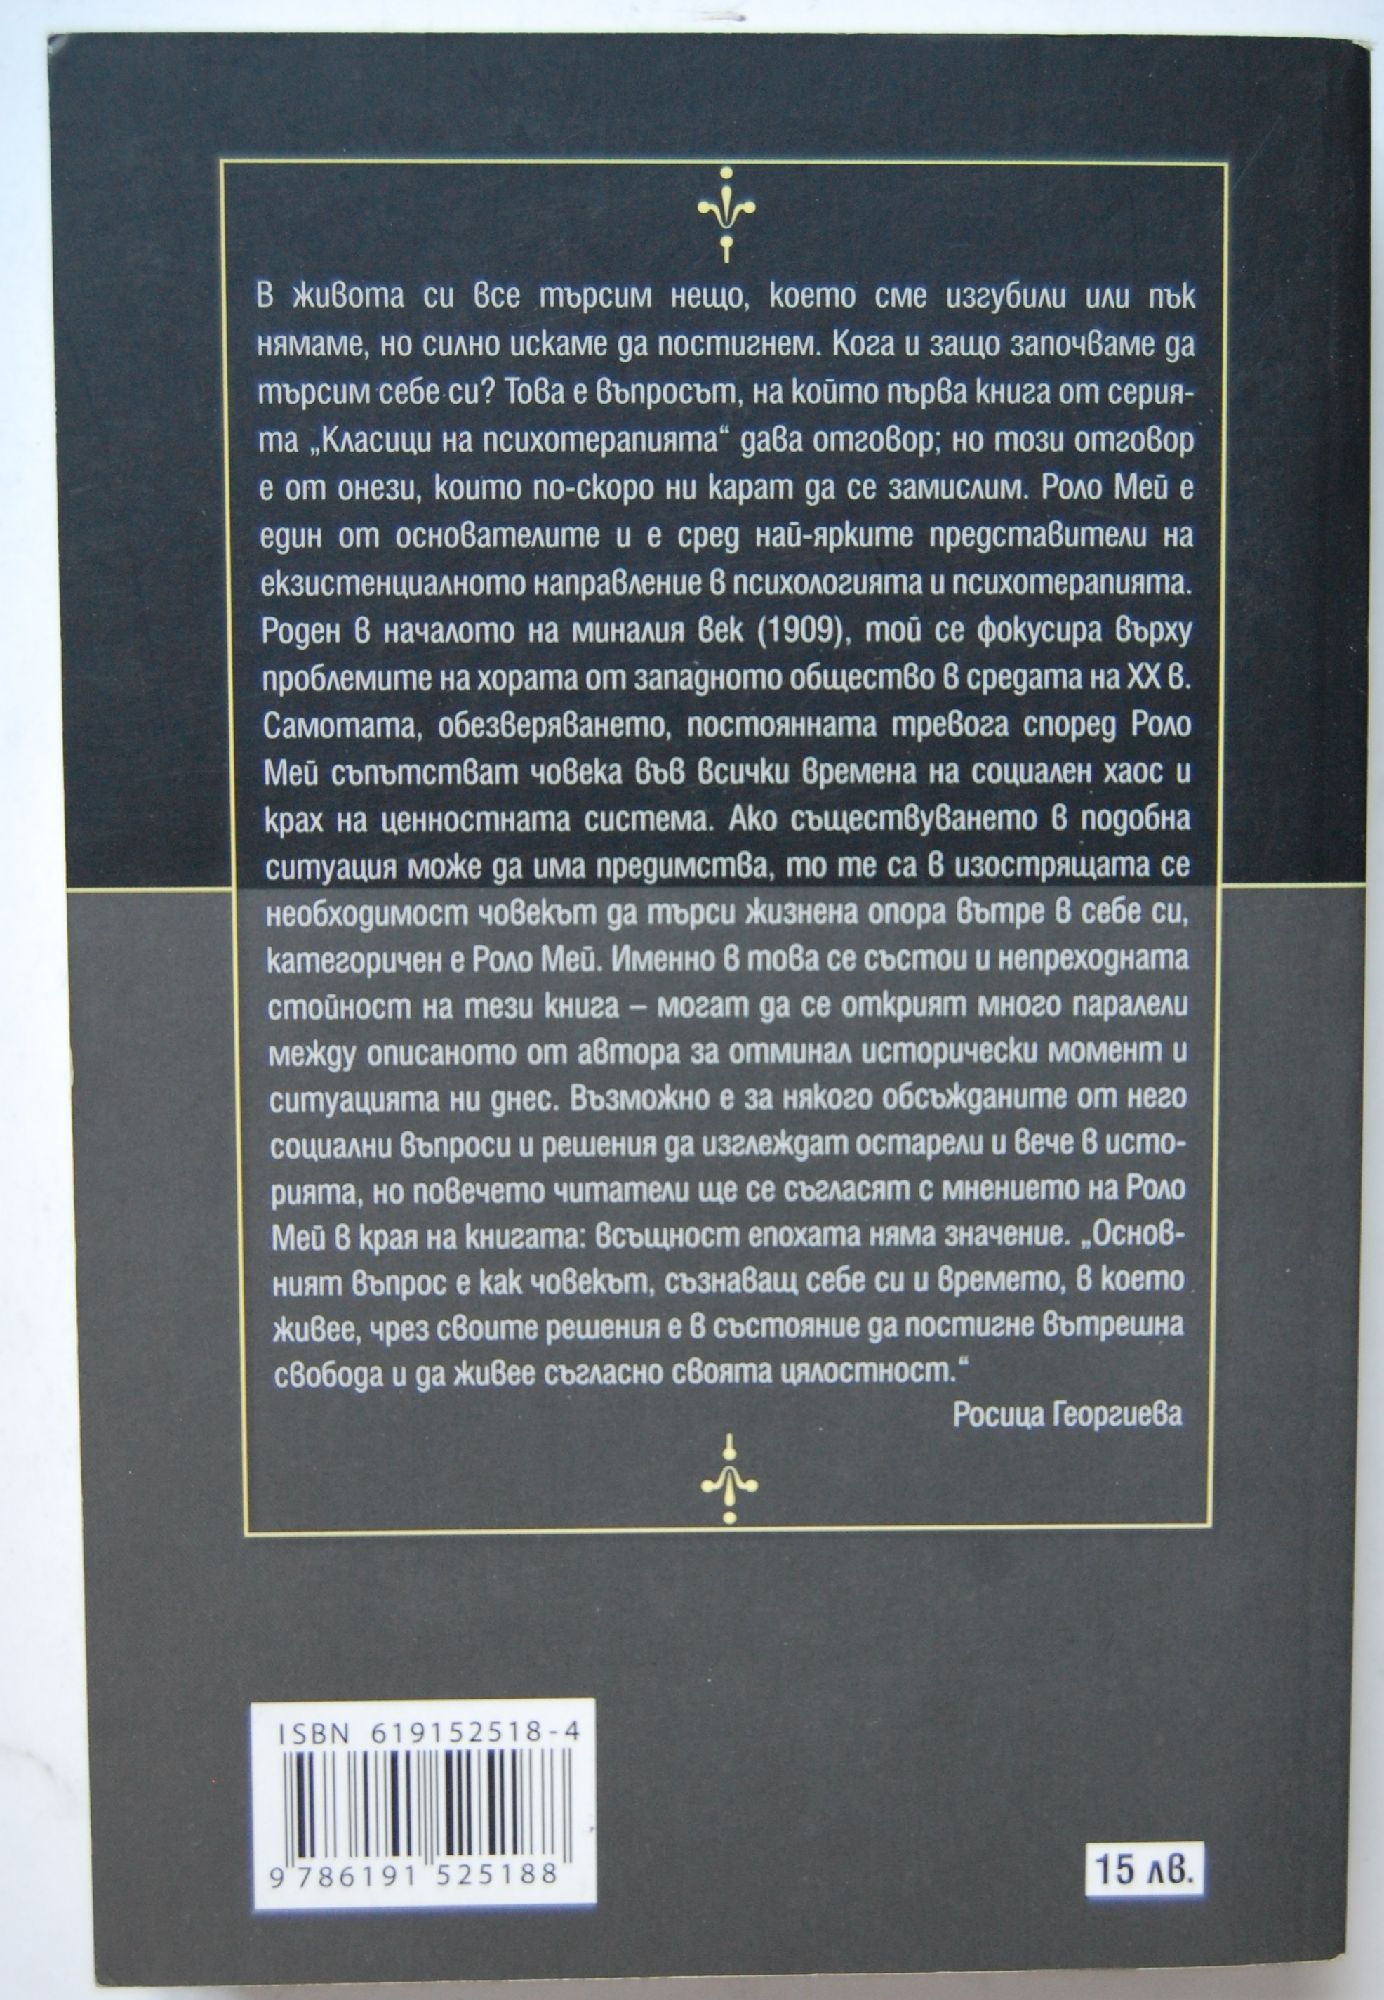 В живота си все търсим нещо, което сме изгубили или пък
нямаме, но силно искаме да постигнем. Кога и защо започваме да
търсим себе си? Това е въпросът, на който първа книга от серия-
та „Класици на психотерапията“ дава отговор; но този отговор
е от онези, които по-скоро ни карат да се замислим. Роло Мей е
един от основателите и е сред най-ярките представители на
екзистенциалното направление в психологията и психотерапията.
Роден в началото на миналия век (1909), той се фокусира върху
проблемите на хората от западното общество в средата на XX в.
Самотата, обезверяването, постоянната тревога според Роло
Мей съпътстват човека във всички времена на социален хаос и
крах на ценностната система. Ако съществуването в подобна
ситуация може да има предимства, то те са в изострящата се
необходимост човекът да търси жизнена опора вътре в себе си,
категоричен е Роло Мей. Именно в това се състои и непреходната
стойност на тези книга – могат да се открият много паралели
между описаното от автора за отминал исторически момент и
ситуацията ни днес. Възможно е за някого обсъжданите от него
социални въпроси и решения да изглеждат остарели и вече в исто-
рията, но повечето читатели ще се съгласят с мнението на Роло
Мей в края на книгата: всъщност епохата няма значение. „Основ-
ният въпрос е как човекът, съзнаващ себе си и времето, в което
живее, чрез своите решения е в състояние да постигне вътрешна
свобода и да живее съгласно своята цялостност.“
Росица Георгиева
ISBN 619152518-4
9 786191 525188
15 лв.